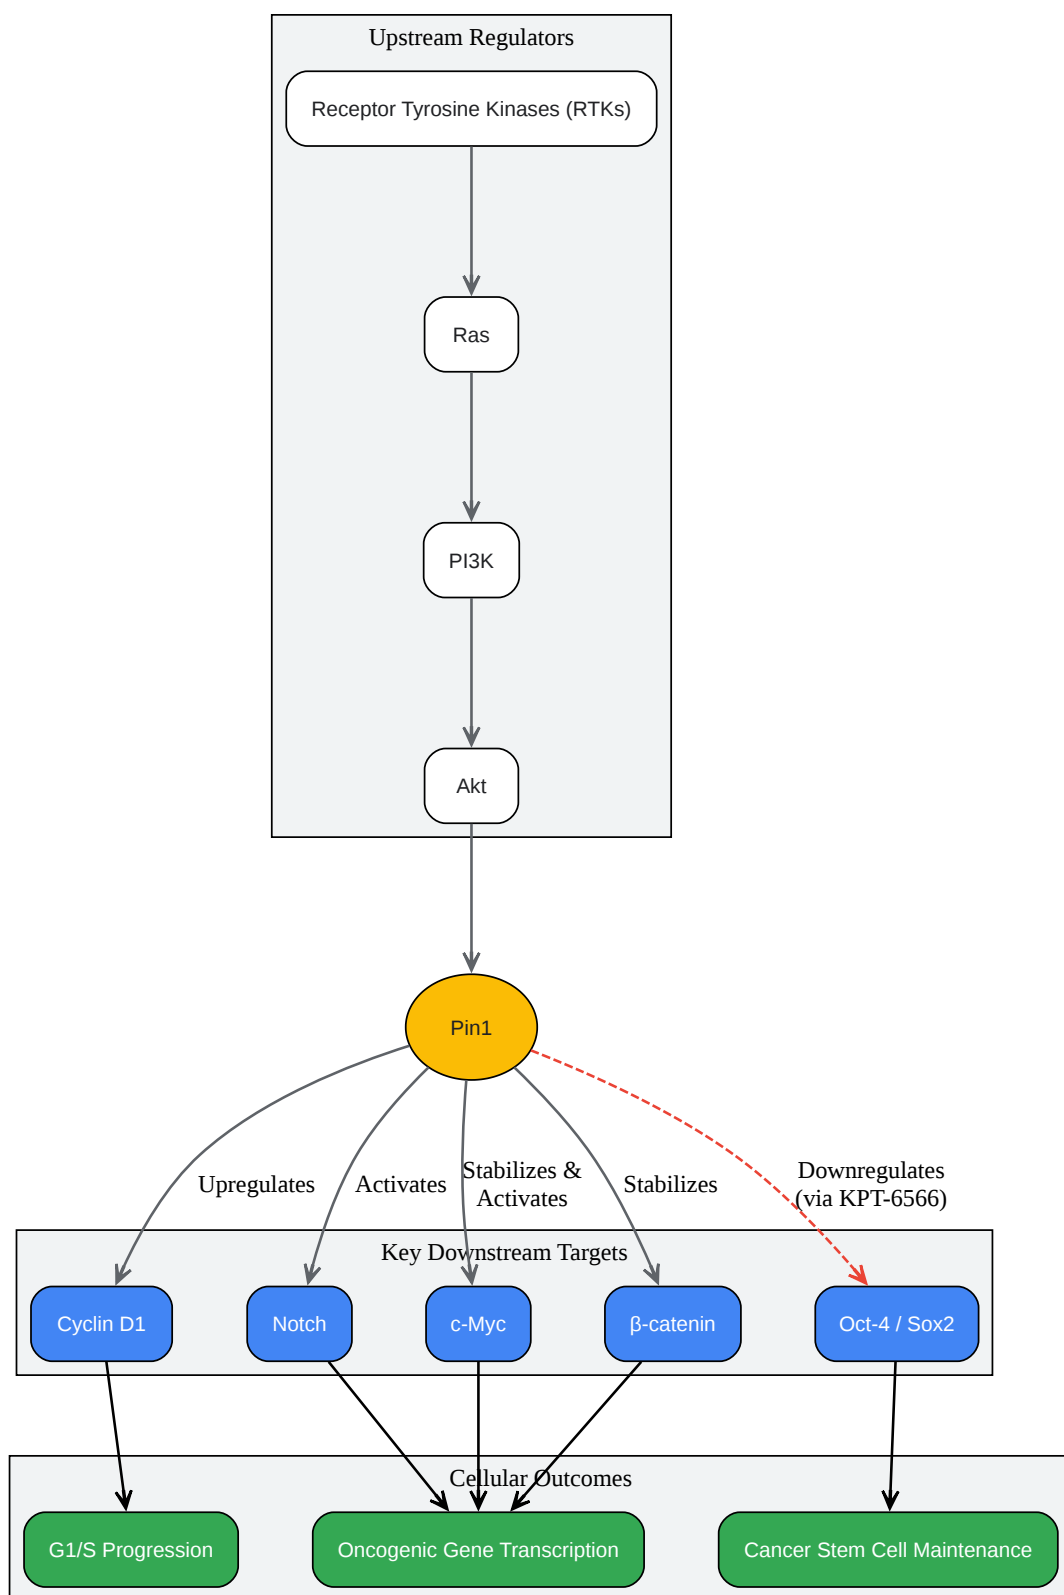 Upstream Regulators
Receptor Tyrosine Kinases (RTKs)
Ras
PI3K
Akt
Pin1
Upregulates
Activates
Stabilizes &
Activates
Stabilizes
Downregulates
(via KPT-6566)
Key Downstream Targets
Cyclin D1
Notch
c-Myc
β-catenin
Oct-4 / Sox2
Cellular Outcomes
G1/S Progression
Oncogenic Gene Transcription
Cancer Stem Cell Maintenance